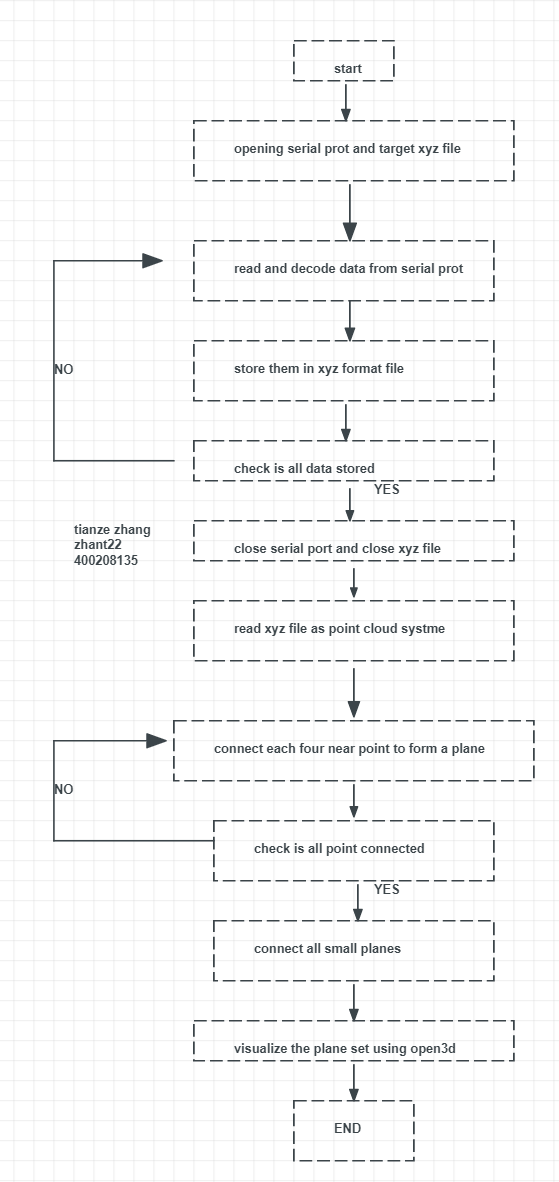 start
opening serial prot and target xyz file
read and decode data from serial prot
NO
store them in xyz format file
check is all data stored
YES
tianze zhang
zhant22
400208135
close serial port and close xyz file
read xyz file as point cloud systme
connect each four near point to form a plane
NO
check is all point connected
YES
connect all small planes
visualize the plane set using open3d
END